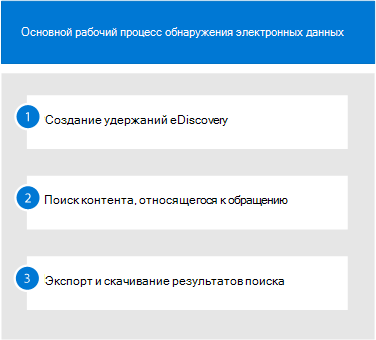 Основной рабочий процесс обнаружения электронных данных
1 Создание удержаний eDiscovery
2 Поиск контента, относящегося к обращению
3 Экспорт и скачивание результатов поиска